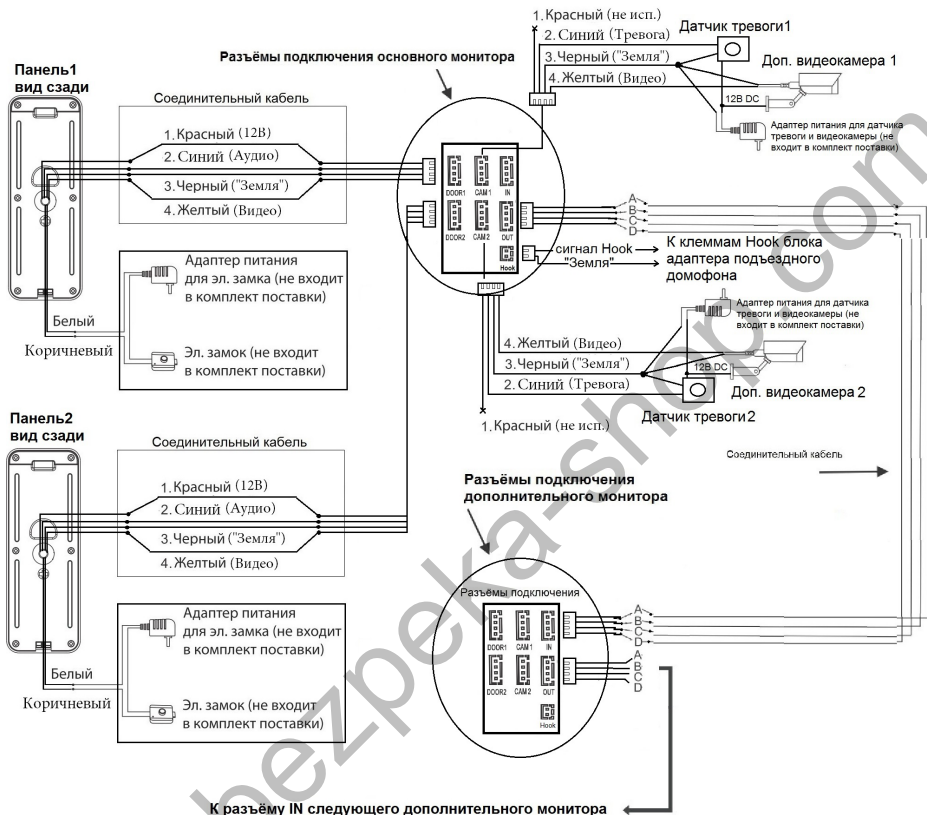 1. Красный (не исп.)
2. Синий (Тревога)
3. Черный ("Земля")
4. Желтый (Видео)
Датчик тревоги1
Доп. видеокамера 1
12В DC
Адаптер питания для датчика
тревоги и видеокамеры (не
входит в комплект поставки)
Разъёмы подключения основного монитора
Панель1
вид сзади
Соединительный кабель
1. Красный (12В)
2. Синий (Аудио)
3. Черный ("Земля")
4. Желтый (Видео)
DOOR1
CAM 1
IN
DOOR2
CAM 2
OUT
Hook
A
B
C
D
сигнал Hook
"Земля"
К клеммам Hook блока
адаптера подъездного
домофона
Адаптер питания
для эл. замка (не входит
в комплект поставки)
Белый
Коричневый
Эл. замок (не входит
в комплект поставки)
Адаптер питания для датчика
тревоги и видеокамеры (не
входит в комплект поставки)
4. Желтый (Видео)
3. Черный ("Земля")
2. Синий (Тревога)
1. Красный (не исп.)
12В DC
Доп. видеокамера 2
Датчик тревоги2
Панель2
вид сзади
Соединительный кабель
1. Красный (12В)
2. Синий (Аудио)
3. Черный ("Земля")
4. Желтый (Видео)
Соединительный кабель
Разъёмы подключения
дополнительного монитора
Разъёмы подключения
DOOR1
CAM 1
IN
DOOR2
CAM 2
OUT
Hook
A
B
C
D
A
B
C
D
Адаптер питания
для эл. замка (не входит
в комплект поставки)
Белый
Коричневый
Эл. замок (не входит
в комплект поставки)
К разъёму IN следующего дополнительного монитора
bezpeka-shop.com